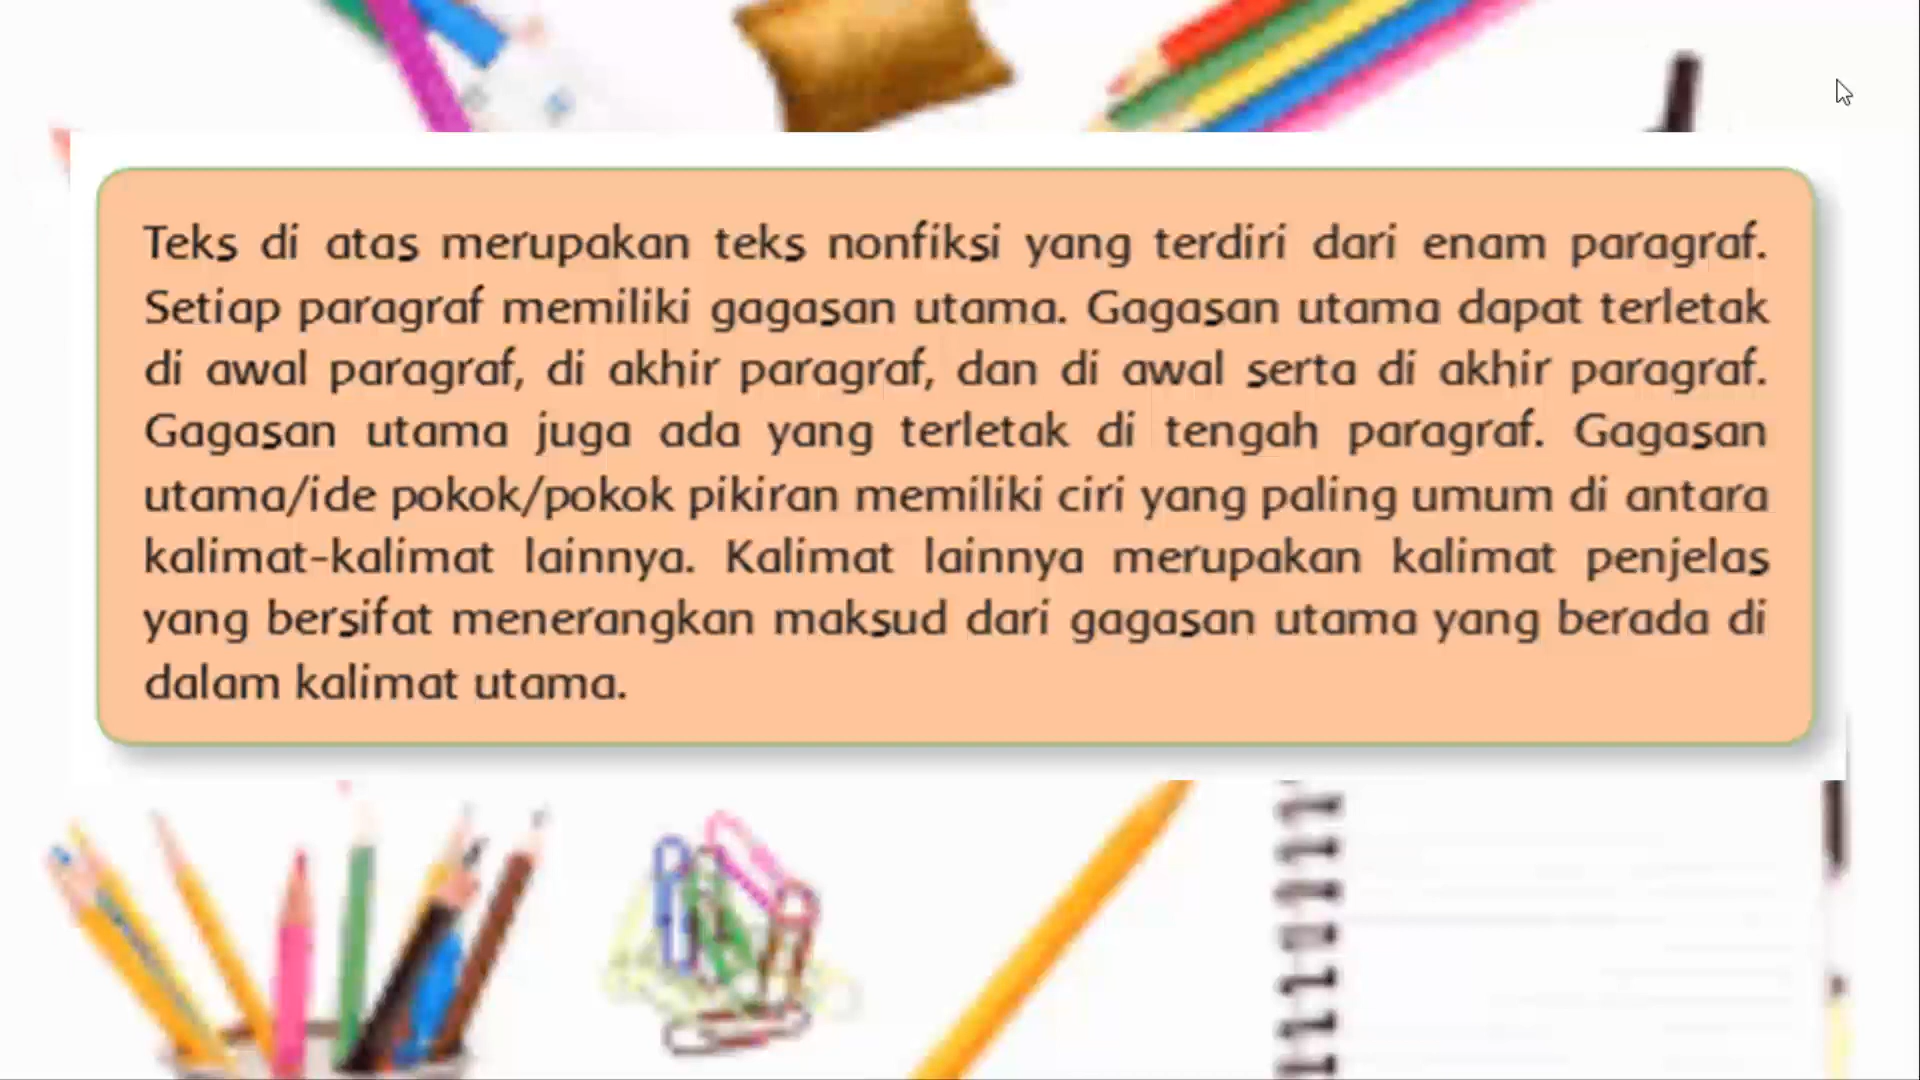 Teks di atas merupakan teks nonfiksi yang terdiri dari enam paragraf.
Setiap paragraf memiliki gagasan utama. Gagasan utama dapat terletak
di awal paragraf, di akhir paragraf, dan di awal serta di akhir paragraf.
Gagasan utama juga ada yang terletak di tengah paragraf. Gagasan
utama/ide pokok/pokok pikiran memiliki ciri yang paling umum di antara
kalimat-kalimat lainnya. Kalimat lainnya merupakan kalimat penjelas
yang bersifat menerangkan maksud dari gagasan utama yang berada di
dalam kalimat utama.